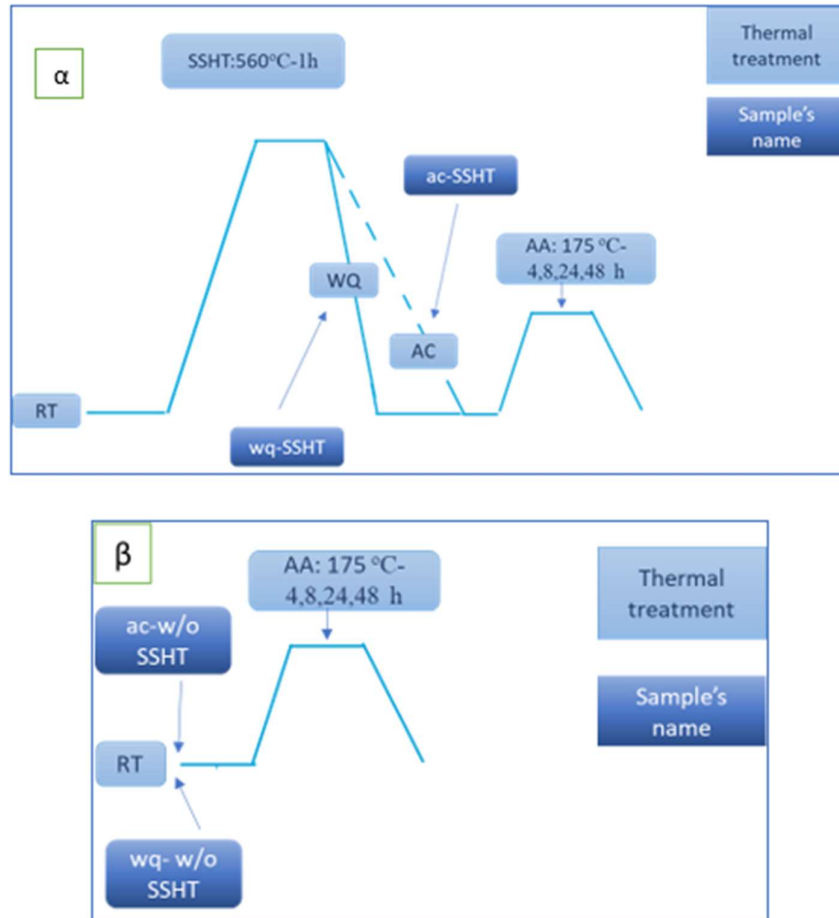 α
SSHT:560°C-1h
Thermal
treatment
Sample's
name
ac-SSHT
AA: 175 °C-
4,8,24,48 h
WQ
AC
RT
wq-SSHT
β
AA: 175 °C-
4,8,24,48 h
Thermal
treatment
ac-w/o
SSHT
Sample's
name
RT
wq- w/o
SSHT